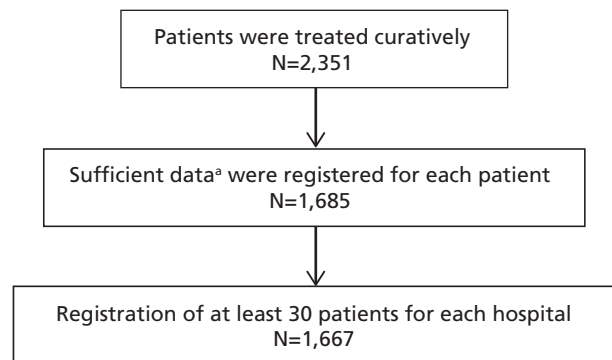 Patients were treated curatively
N=2,351
Sufficient dataᵃ were registered for each patient
N=1,685
Registration of at least 30 patients for each hospital
N=1,667